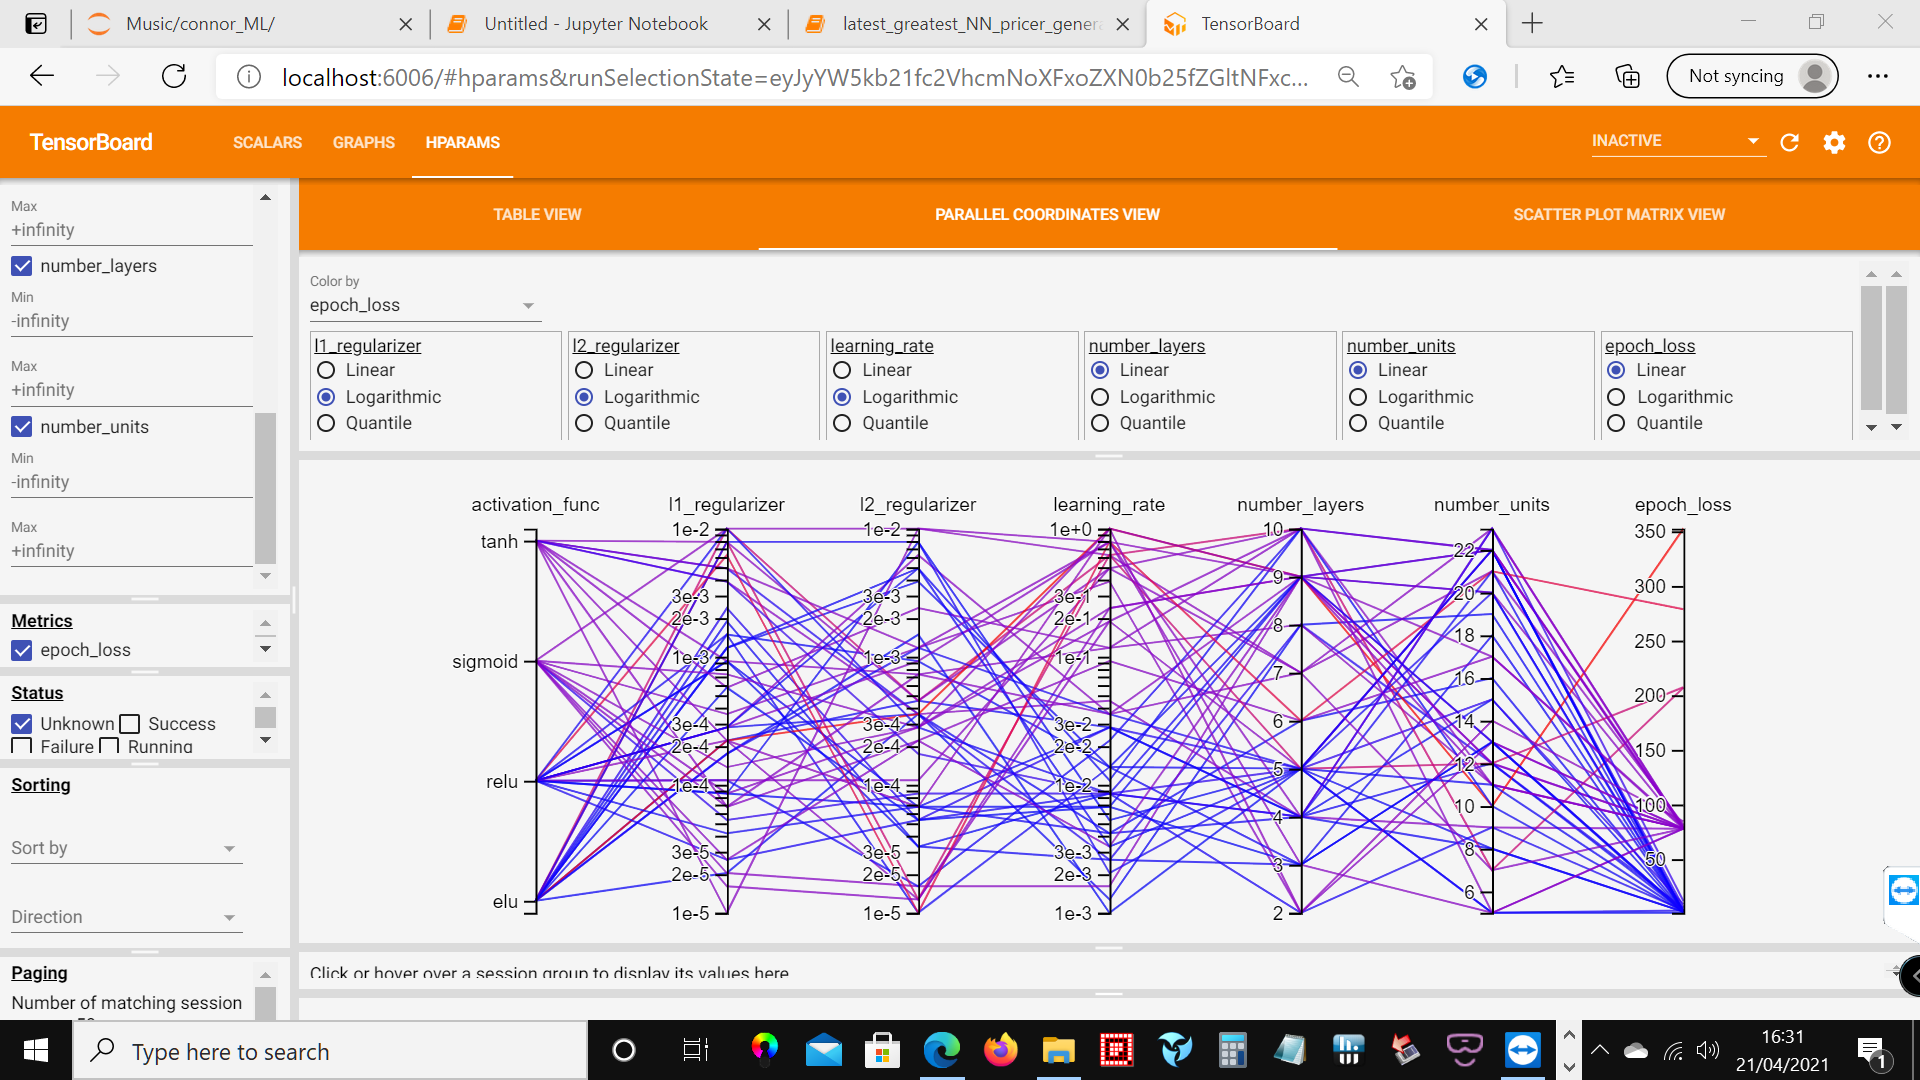 Music/connor_ML/
Untitled - Jupyter Notebook
latest_greatest_NN_pricer_genera
TensorBoard
localhost:6006/#hparams&runSelectionState=eyJyYW5kb21fc2VhcmNoXFxoZXN0b25fZGltNFxc...
Not syncing
TensorBoard
SCALARS
GRAPHS
HPARAMS
INACTIVE
TABLE VIEW
PARALLEL COORDINATES VIEW
SCATTER PLOT MATRIX VIEW
Max
+infinity
number_layers
Min
-infinity
Max
+infinity
number_units
Min
-infinity
Max
+infinity
Metrics
epoch_loss
Status
Unknown Success
Failure Running
Sorting
Sort by
Direction
Paging
Number of matching session
Color by
epoch_loss
l1_regularizer
Linear
Logarithmic
Quantile
l2_regularizer
Linear
Logarithmic
Quantile
learning_rate
Linear
Logarithmic
Quantile
number_layers
Linear
Logarithmic
Quantile
number_units
Linear
Logarithmic
Quantile
epoch_loss
Linear
Logarithmic
Quantile
activation_func
tanh
sigmoid
relu
elu
l1_regularizer
1e-2
3e-3
2e-3
1e-3
3e-4
2e-4
1e-4
3e-5
2e-5
1e-5
l2_regularizer
1e-2
3e-3
2e-3
1e-3
3e-4
2e-4
1e-4
3e-5
2e-5
1e-5
learning_rate
1e+0
3e-1
2e-1
1e-1
3e-2
2e-2
1e-2
3e-3
2e-3
1e-3
number_layers
10
9
8
7
6
5
4
3
2
number_units
22
20
18
16
14
12
10
8
6
epoch_loss
350
300
250
200
150
100
50
Click or hover over a session group to display its values here
Type here to search
16:31
21/04/2021
1